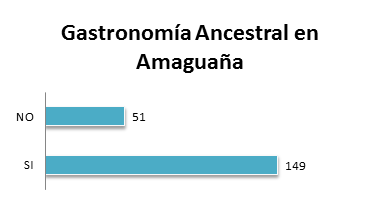 Gastronomía Ancestral en
Amaguaña
NO 51
SI 149